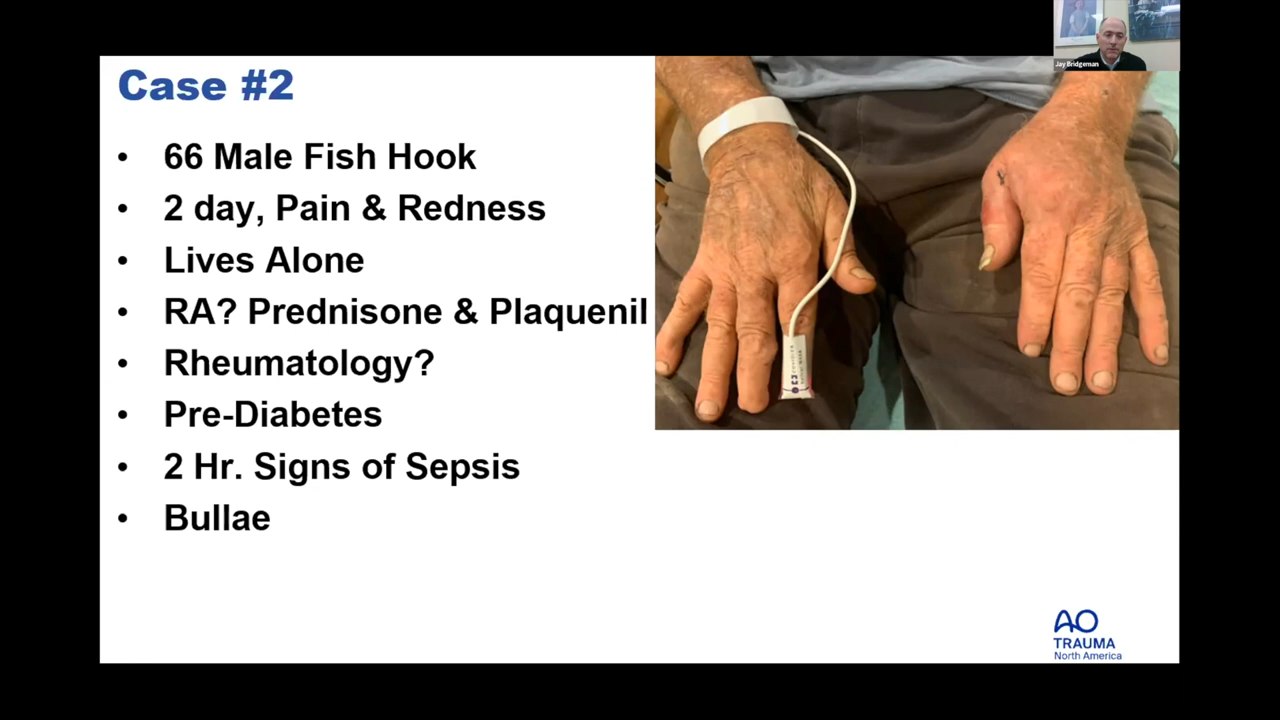 Jay Bridgeman
Case #2
• 66 Male Fish Hook
• 2 day, Pain & Redness
• Lives Alone
• RA? Prednisone & Plaquenil
• Rheumatology?
• Pre-Diabetes
• 2 Hr. Signs of Sepsis
• Bullae
AO
TRAUMA
North America